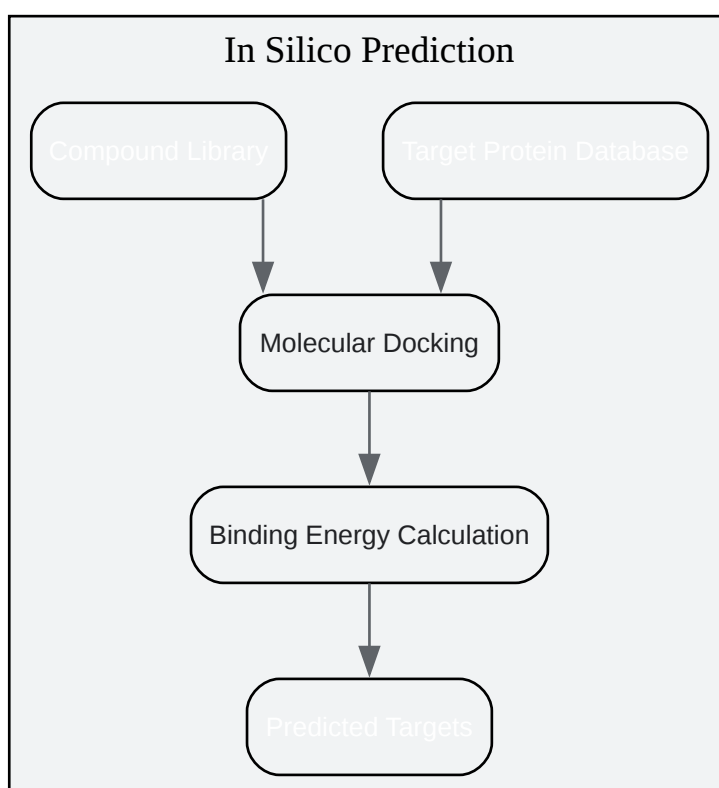 In Silico Prediction
Compound Library
Target Protein Database
Molecular Docking
Binding Energy Calculation
Predicted Targets